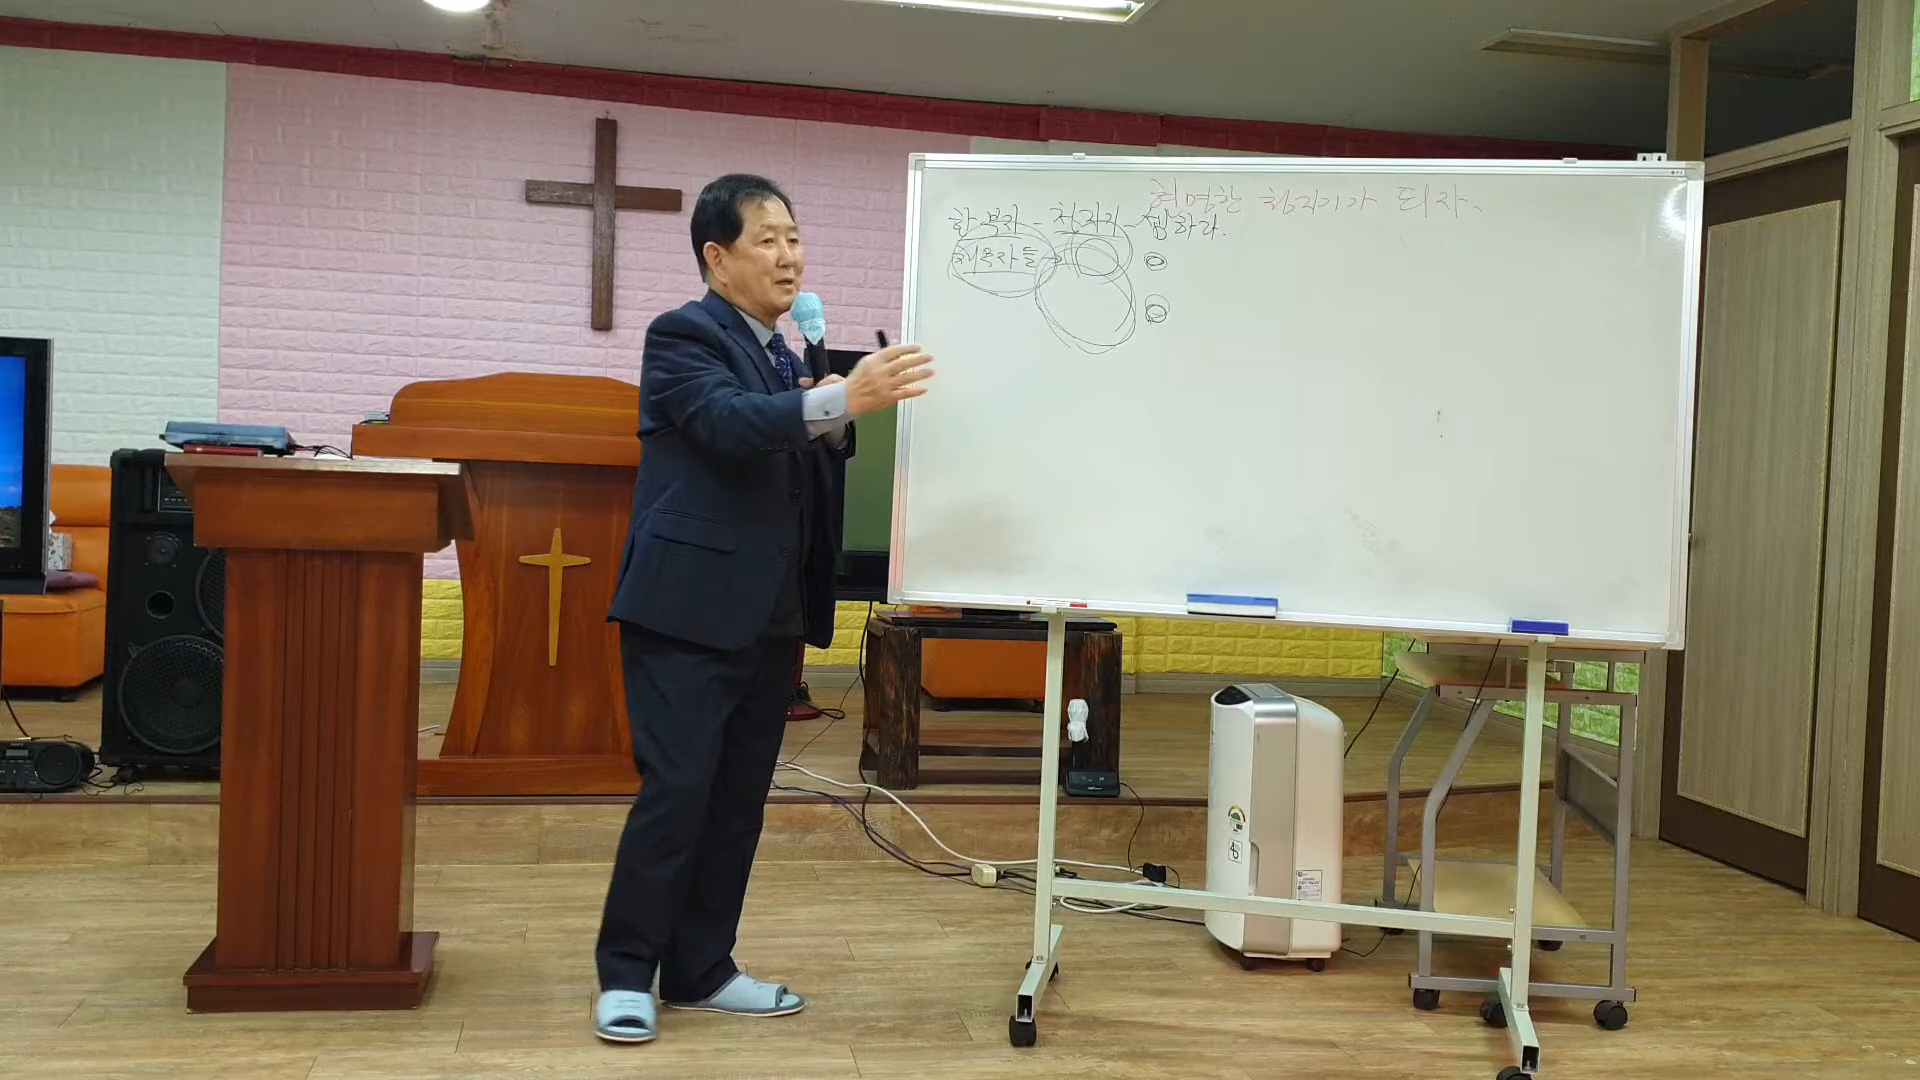 현명한 청지기가 되자.
한 부자 - 청지기 - 셈하라.
채용자들 →